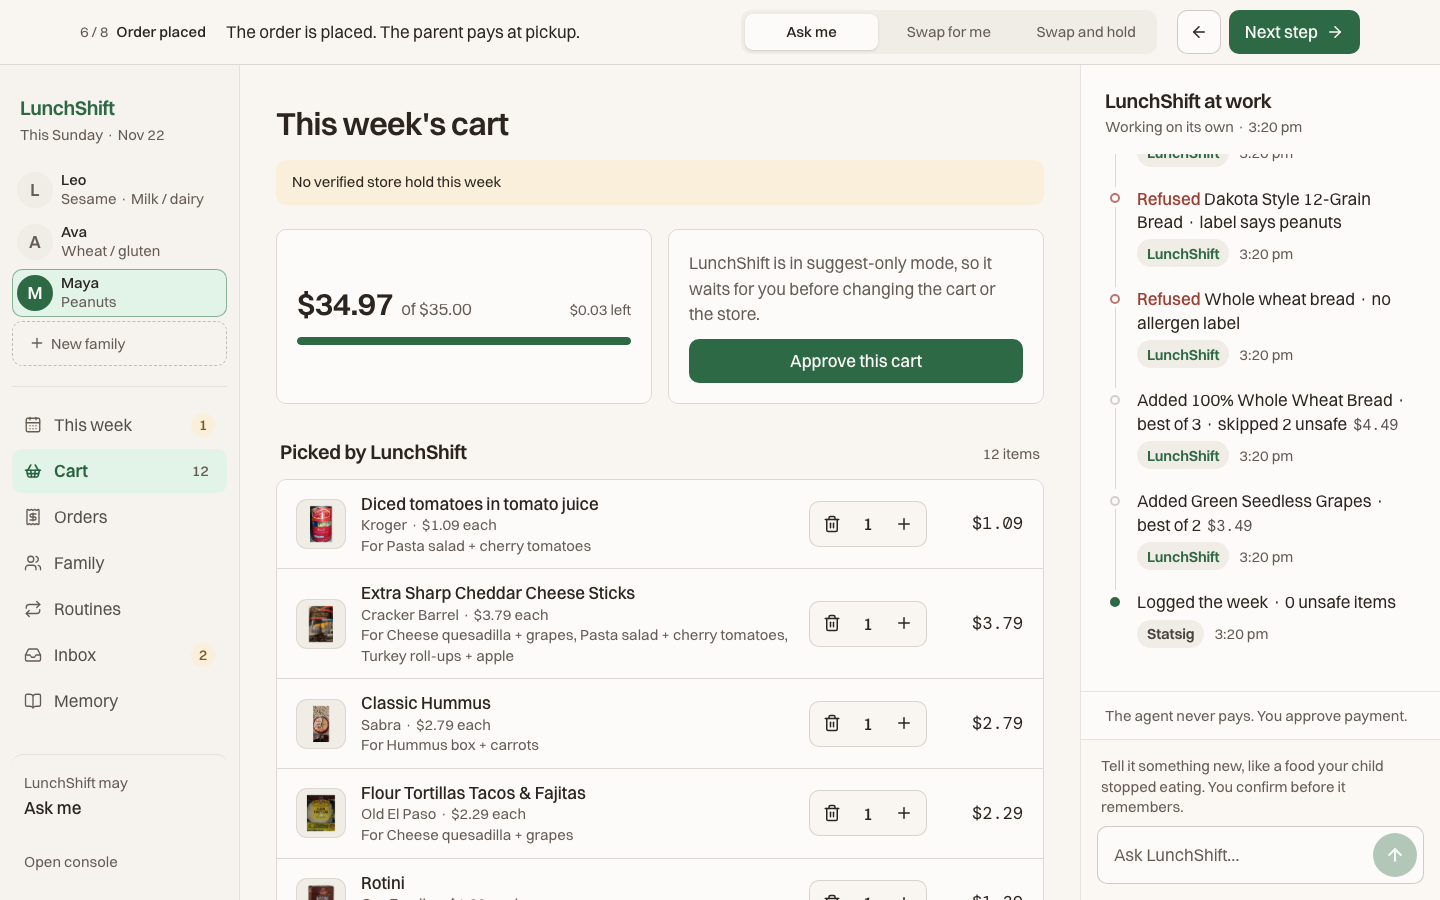 6 / 8 Order placed The order is placed. The parent pays at pickup.
Ask me Swap for me Swap and hold
Next step
LunchShift
This Sunday · Nov 22
L
Leo
Sesame · Milk / dairy
A
Ava
Wheat / gluten
M
Maya
Peanuts
New family
This week 1
Cart 12
Orders
Family
Routines
Inbox 2
Memory
LunchShift may
Ask me
Open console
This week's cart
No verified store hold this week
$34.97 of $35.00 $0.03 left
LunchShift is in suggest-only mode, so it
waits for you before changing the cart or
the store.
Approve this cart
Picked by LunchShift 12 items
Diced tomatoes in tomato juice
Kroger · $1.09 each
For Pasta salad + cherry tomatoes
1 $1.09
Extra Sharp Cheddar Cheese Sticks
Cracker Barrel · $3.79 each
For Cheese quesadilla + grapes, Pasta salad + cherry tomatoes,
Turkey roll-ups + apple
1 $3.79
Classic Hummus
Sabra · $2.79 each
For Hummus box + carrots
1 $2.79
Flour Tortillas Tacos & Fajitas
Old El Paso · $2.29 each
For Cheese quesadilla + grapes
1 $2.29
Rotini
LunchShift at work
Working on its own · 3:20 pm
LunchShift 3:20 pm
Refused Dakota Style 12-Grain
Bread · label says peanuts
LunchShift 3:20 pm
Refused Whole wheat bread · no
allergen label
LunchShift 3:20 pm
Added 100% Whole Wheat Bread ·
best of 3 · skipped 2 unsafe $4.49
LunchShift 3:20 pm
Added Green Seedless Grapes ·
best of 2 $3.49
LunchShift 3:20 pm
Logged the week · 0 unsafe items
Statsig 3:20 pm
The agent never pays. You approve payment.
Tell it something new, like a food your child
stopped eating. You confirm before it
remembers.
Ask LunchShift...